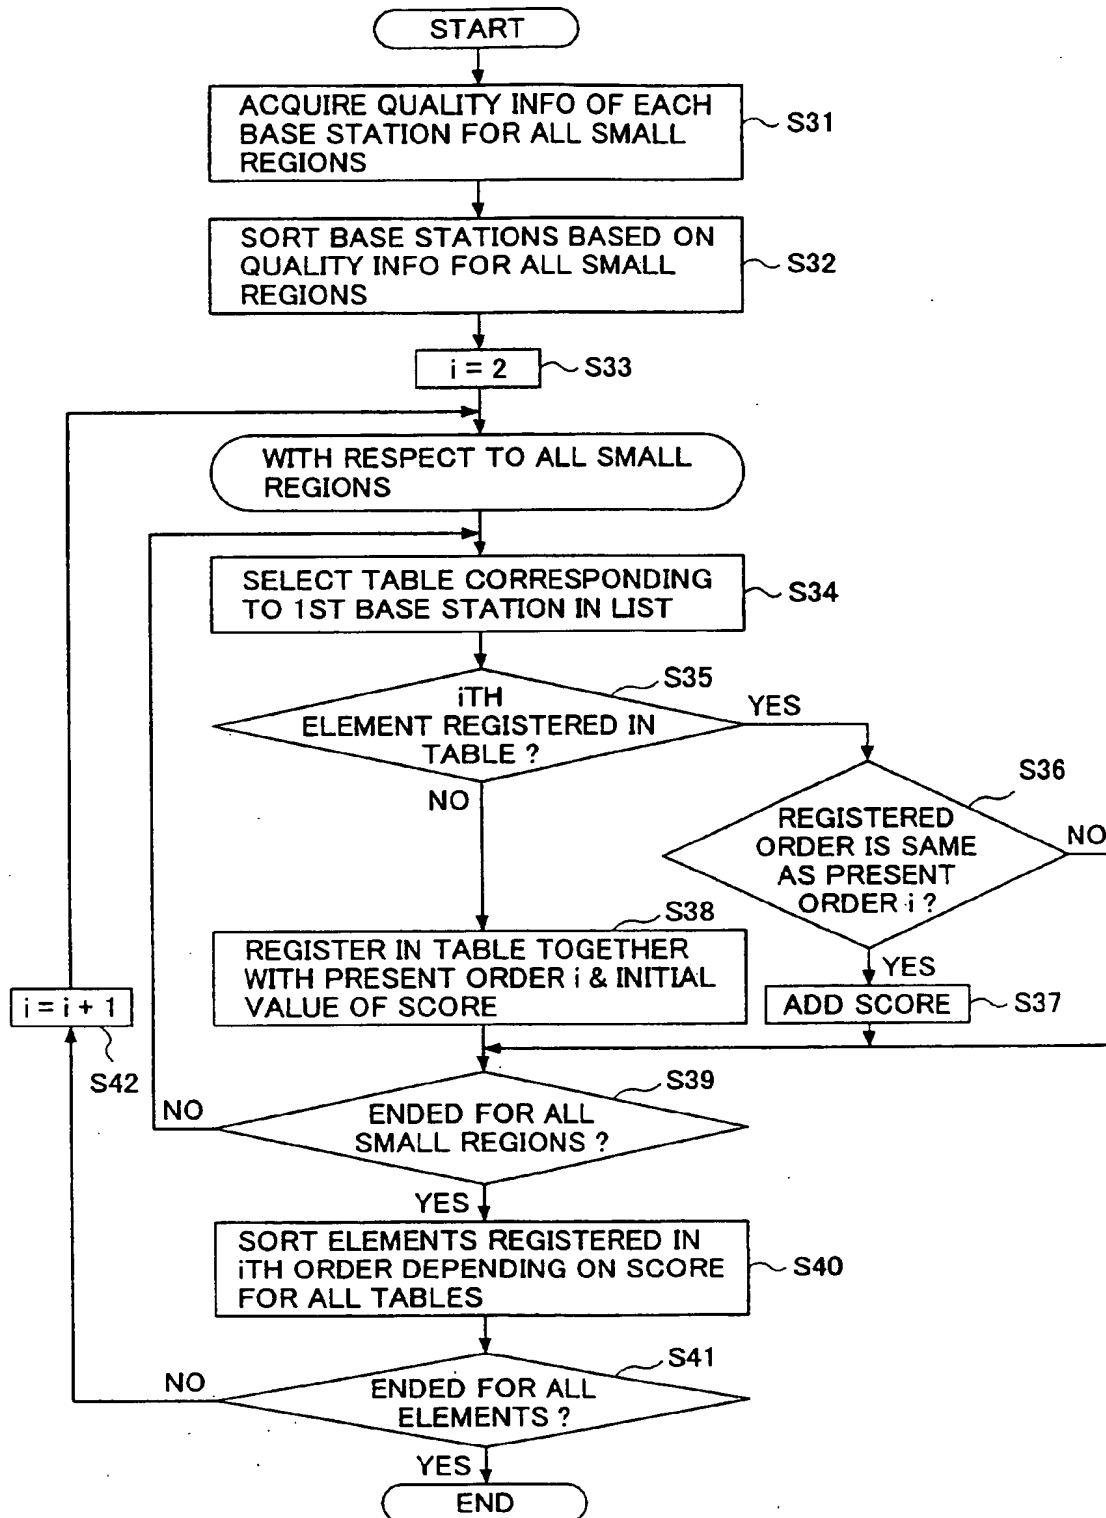 START
ACQUIRE QUALITY INFO OF EACH
BASE STATION FOR ALL SMALL
REGIONS
S31
SORT BASE STATIONS BASED ON
QUALITY INFO FOR ALL SMALL
REGIONS
S32
i = 2
S33
WITH RESPECT TO ALL SMALL
REGIONS
SELECT TABLE CORRESPONDING
TO 1ST BASE STATION IN LIST
S34
S35
iTH
ELEMENT REGISTERED IN
TABLE ?
YES
NO
S36
REGISTERED
ORDER IS SAME
AS PRESENT
ORDER i ?
NO
YES
S38
REGISTER IN TABLE TOGETHER
WITH PRESENT ORDER i & INITIAL
VALUE OF SCORE
ADD SCORE
S37
i = i + 1
S42
S39
ENDED FOR ALL
SMALL REGIONS ?
NO
YES
SORT ELEMENTS REGISTERED IN
iTH ORDER DEPENDING ON SCORE
FOR ALL TABLES
S40
S41
ENDED FOR ALL
ELEMENTS ?
NO
YES
END